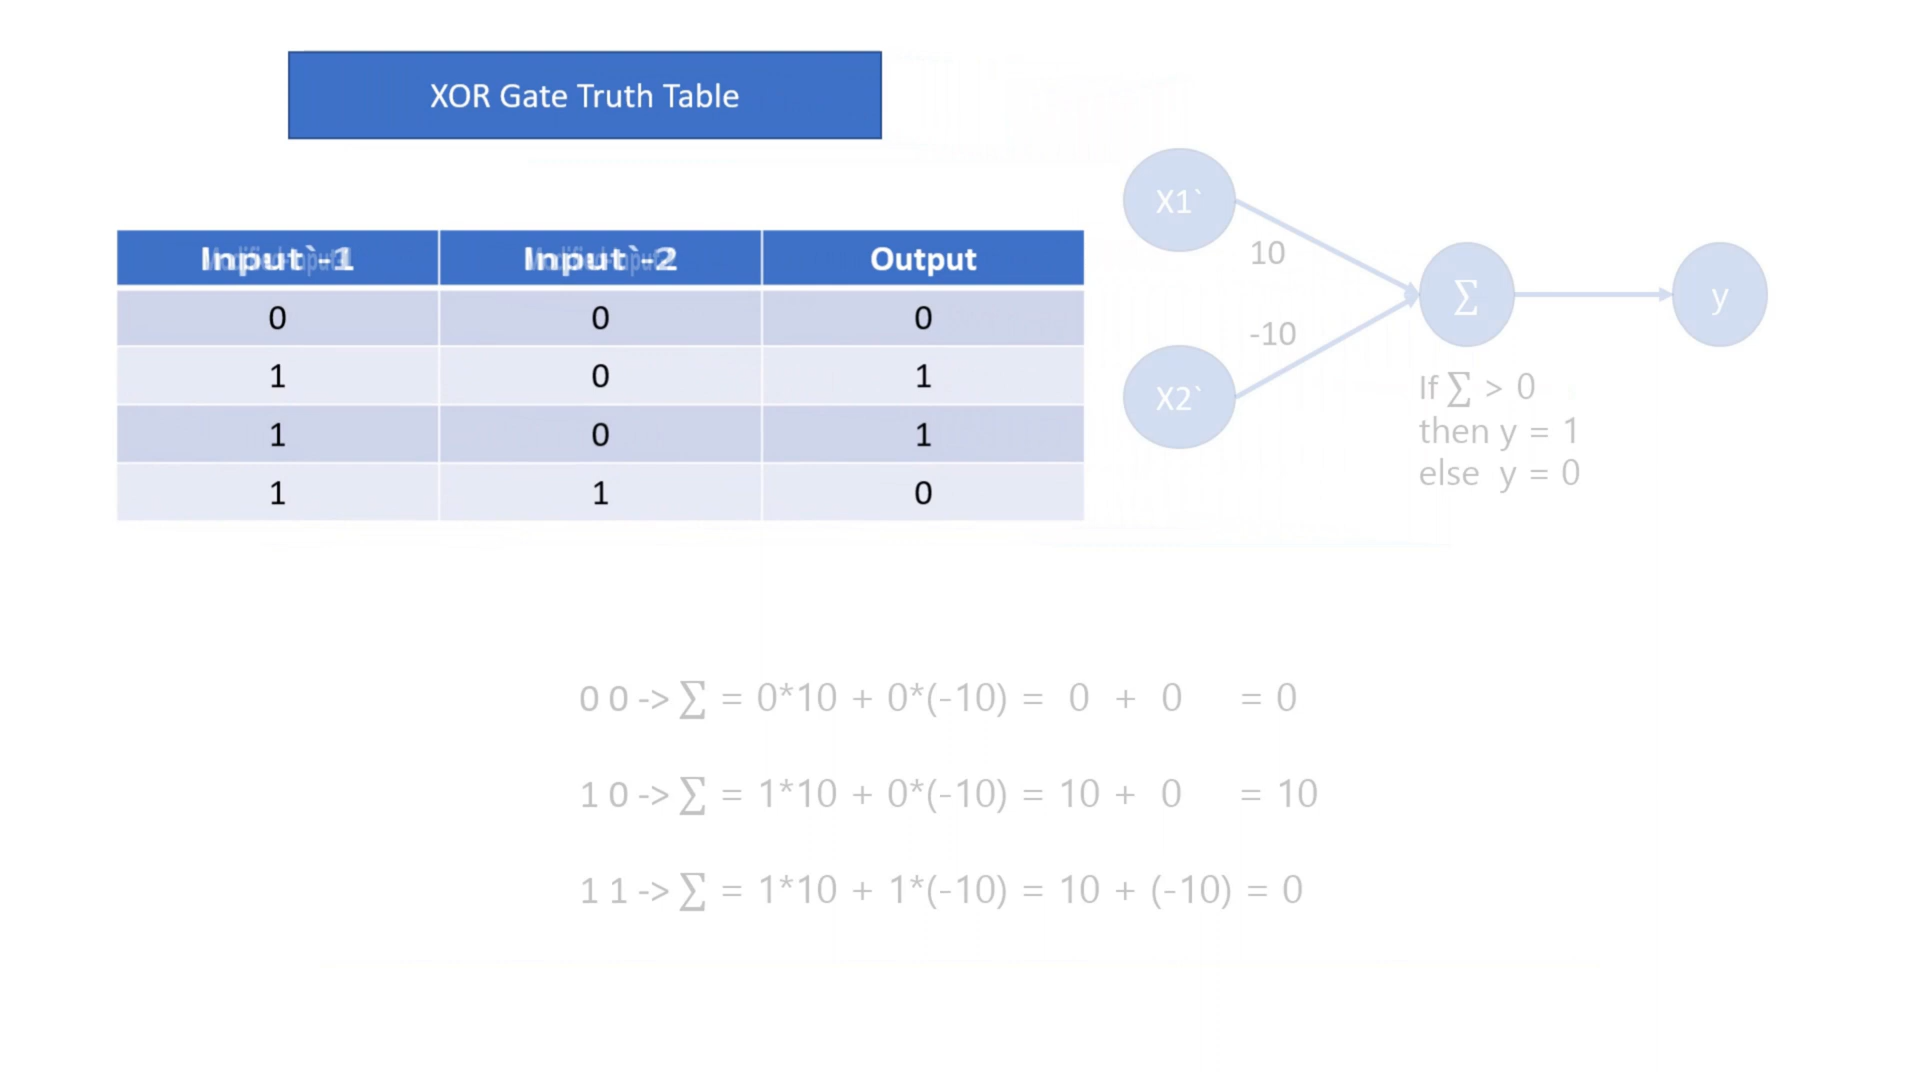 XOR Gate Truth Table
Input`-1 Input`-2 Output
0 0 0
1 0 1
1 0 1
1 1 0
X1`
10
-10
X2`
∑
y
If ∑ > 0
then y = 1
else y = 0
0 0 -> ∑ = 0*10 + 0*(-10) = 0 + 0 = 0
1 0 -> ∑ = 1*10 + 0*(-10) = 10 + 0 = 10
1 1 -> ∑ = 1*10 + 1*(-10) = 10 + (-10) = 0